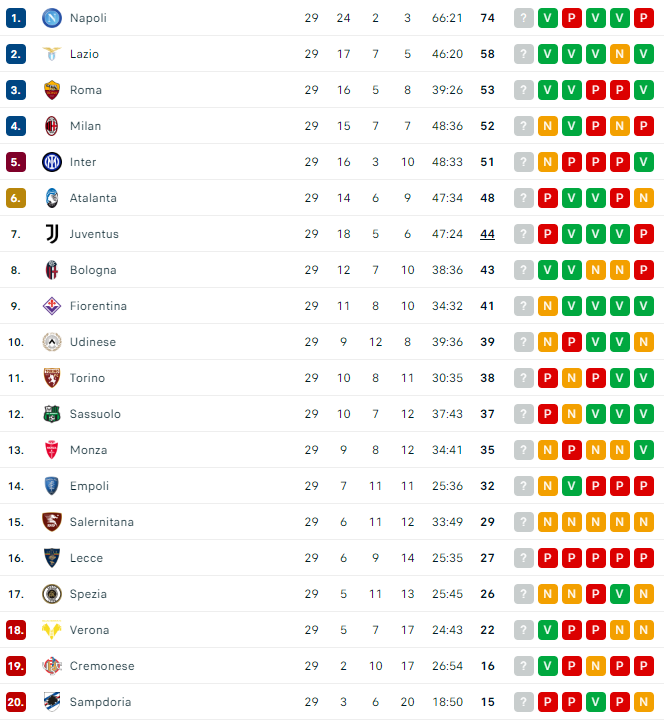 1. Napoli 29 24 2 3 66:21 74 ? V P V V P
2. Lazio 29 17 7 5 46:20 58 ? V V V N V
3. Roma 29 16 5 8 39:26 53 ? V V P P V
4. Milan 29 15 7 7 48:36 52 ? N V P N P
5. Inter 29 16 3 10 48:33 51 ? N P P P V
6. Atalanta 29 14 6 9 47:34 48 ? P V V P N
7. Juventus 29 18 5 6 47:24 44 ? P V V V P
8. Bologna 29 12 7 10 38:36 43 ? V V N N P
9. Fiorentina 29 11 8 10 34:32 41 ? N V V V V
10. Udinese 29 9 12 8 39:36 39 ? N P V V N
11. Torino 29 10 8 11 30:35 38 ? P N P V V
12. Sassuolo 29 10 7 12 37:43 37 ? P N V V V
13. Monza 29 9 8 12 34:41 35 ? N P N N V
14. Empoli 29 7 11 11 25:36 32 ? N V P P P
15. Salernitana 29 6 11 12 33:49 29 ? N N N N N
16. Lecce 29 6 9 14 25:35 27 ? P P P P P
17. Spezia 29 5 11 13 25:45 26 ? N N P V N
18. Verona 29 5 7 17 24:43 22 ? V P P N N
19. Cremonese 29 2 10 17 26:54 16 ? V P N P P
20. Sampdoria 29 3 6 20 18:50 15 ? P P V P N